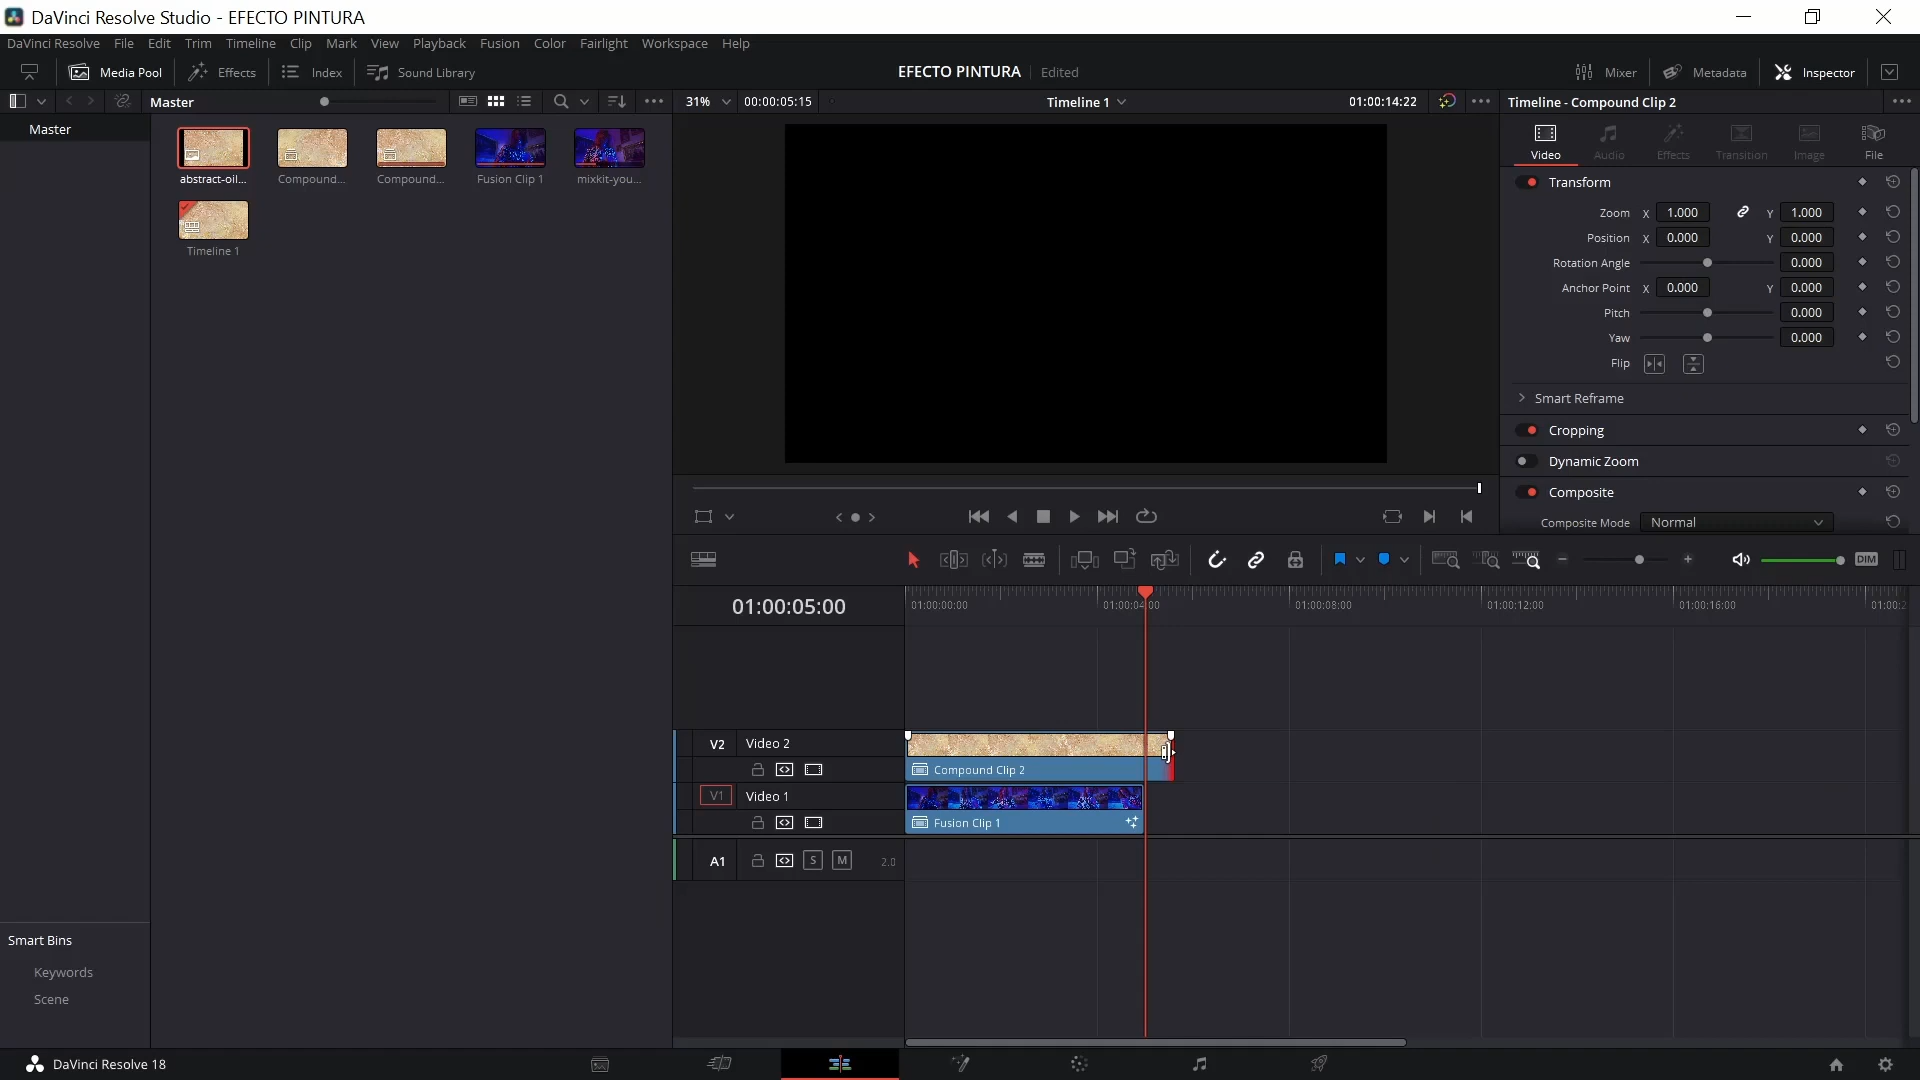 DaVinci Resolve Studio - EFECTO PINTURA
DaVinci Resolve File Edit Trim Timeline Clip Mark View Playback Fusion Color Fairlight Workspace Help
Media Pool Effects Index Sound Library
EFECTO PINTURA Edited
Mixer Metadata Inspector
Master
31% 00:00:05:15 Timeline 1 01:00:14:22
Timeline - Compound Clip 2
Master
abstract-oil... Compound... Compound... Fusion Clip 1 mixkit-you...
Timeline 1
Video Audio Effects Transition Image File
Transform
Zoom X 1.000 Y 1.000
Position X 0.000 Y 0.000
Rotation Angle 0.000
Anchor Point X 0.000 Y 0.000
Pitch 0.000
Yaw 0.000
Flip
Smart Reframe
Cropping
Dynamic Zoom
Composite
Composite Mode Normal
DIM
01:00:05:00
01:00:00:00 01:00:04:00 01:00:08:00 01:00:12:00 01:00:16:00 01:00:2
V2 Video 2
Compound Clip 2
V1 Video 1
Fusion Clip 1
A1 S M 2.0
Smart Bins
Keywords
Scene
DaVinci Resolve 18